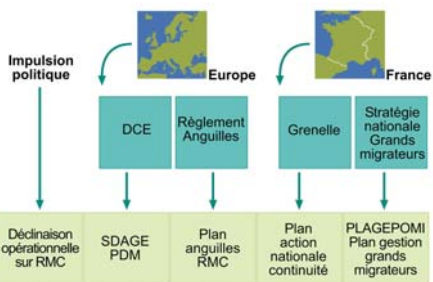 Impulsion
politique
Europe
France
DCE
Règlement
Anguilles
Grenelle
Stratégie
nationale
Grands
migrateurs
Déclinaison
opérationnelle
sur RMC
SDAGE
PDM
Plan
anguilles
RMC
Plan
action
nationale
continuité
PLAGEPOMI
Plan gestion
grands
migrateurs